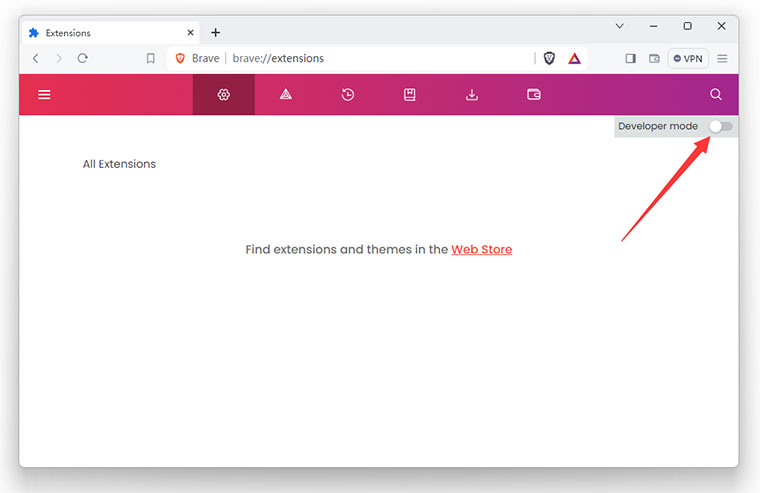 Extensions
Brave brave://extensions
VPN
Developer mode
All Extensions
Find extensions and themes in the Web Store